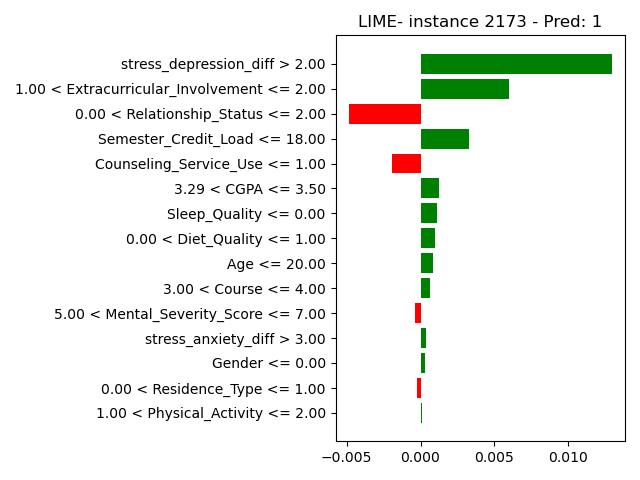 LIME- instance 2173 - Pred: 1
stress_depression_diff > 2.00
1.00 < Extracurricular_Involvement <= 2.00
0.00 < Relationship_Status <= 2.00
Semester_Credit_Load <= 18.00
Counseling_Service_Use <= 1.00
3.29 < CGPA <= 3.50
Sleep_Quality <= 0.00
0.00 < Diet_Quality <= 1.00
Age <= 20.00
3.00 < Course <= 4.00
5.00 < Mental_Severity_Score <= 7.00
stress_anxiety_diff > 3.00
Gender <= 0.00
0.00 < Residence_Type <= 1.00
1.00 < Physical_Activity <= 2.00
−0.005 0.000 0.005 0.010